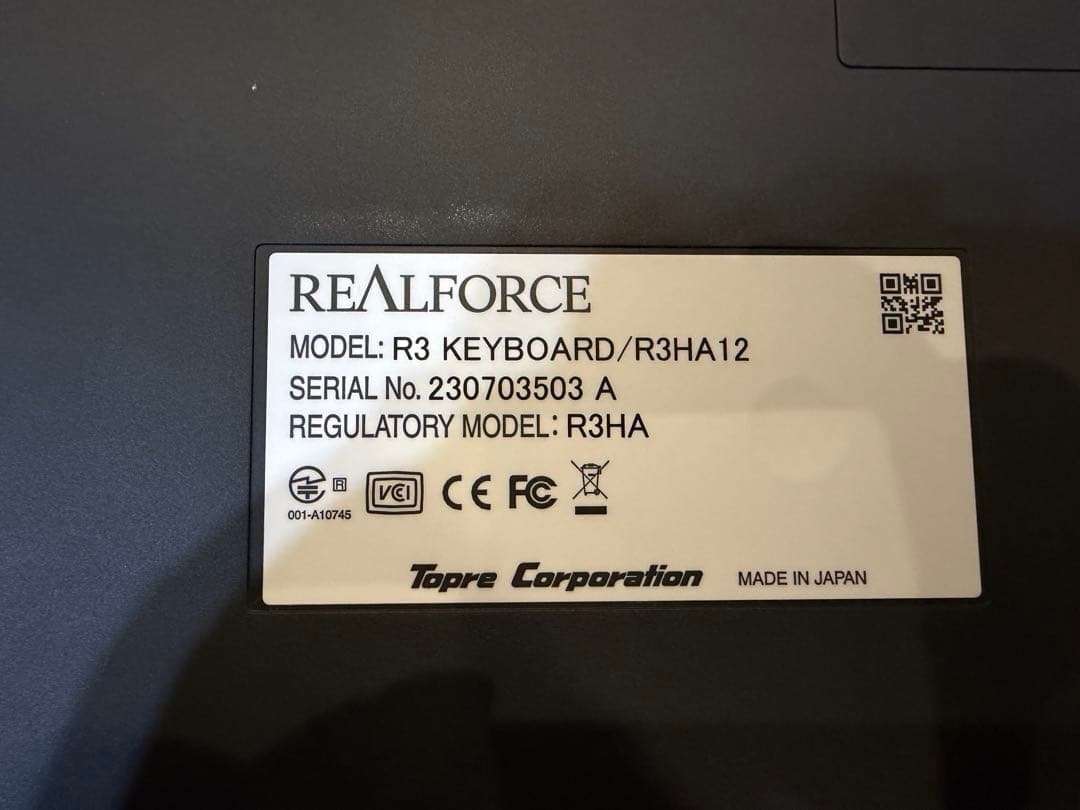 REALFORCE
MODEL: R3 KEYBOARD/R3HA12
SERIAL No. 230703503 A
REGULATORY MODEL: R3HA
R VCI CE FC
001-A10745
Topre Corporation MADE IN JAPAN